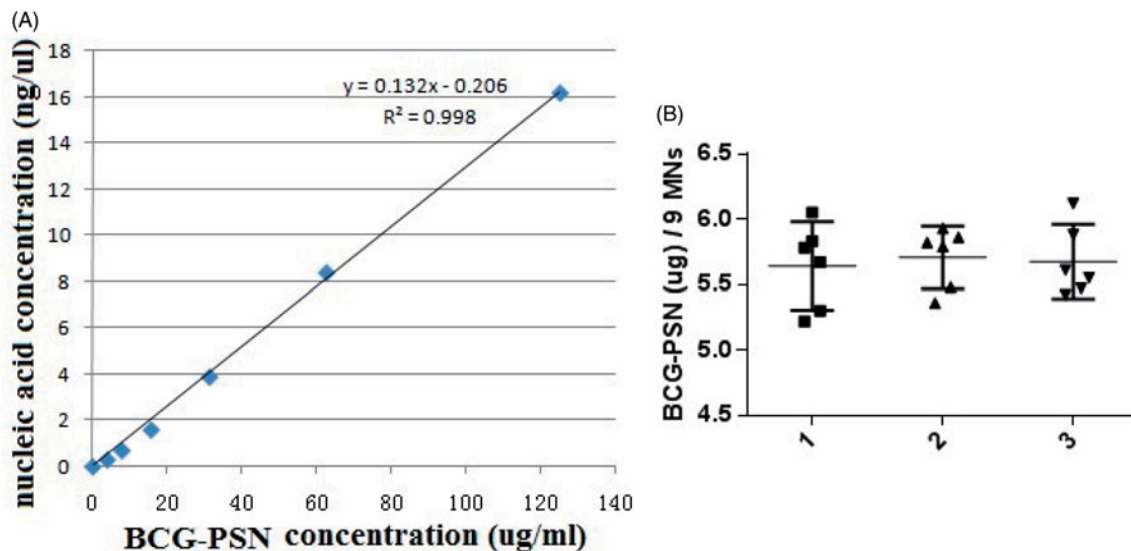 (A)
nucleic acid concentration (ng/ul)
18
16
14
12
10
8
6
4
2
0
y = 0.132x - 0.206
R² = 0.998
0 20 40 60 80 100 120 140
BCG-PSN concentration (ug/ml)
(B)
BCG-PSN (ug) / 9 MNs
6.5
6.0
5.5
5.0
4.5
1 2 3